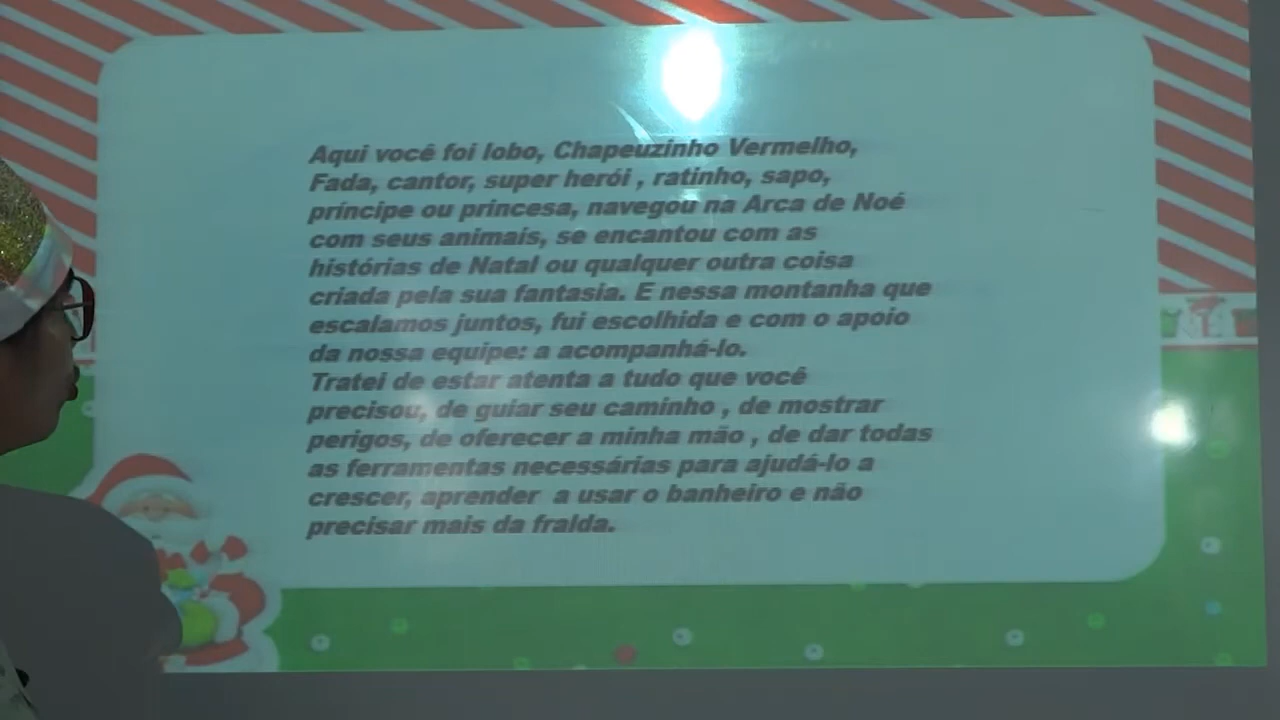 Aqui você foi lobo, Chapeuzinho Vermelho,
Fada, cantor, super herói , ratinho, sapo,
príncipe ou princesa, navegou na Arca de Noé
com seus animais, se encantou com as
histórias de Natal ou qualquer outra coisa
criada pela sua fantasia. E nessa montanha que
escalamos juntos, fui escolhida e com o apoio
da nossa equipe: a acompanhá-lo.
Tratei de estar atenta a tudo que você
precisou, de guiar seu caminho , de mostrar
perigos, de oferecer a minha mão , de dar todas
as ferramentas necessárias para ajudá-lo a
crescer, aprender  a usar o banheiro e não
precisar mais da fralda.